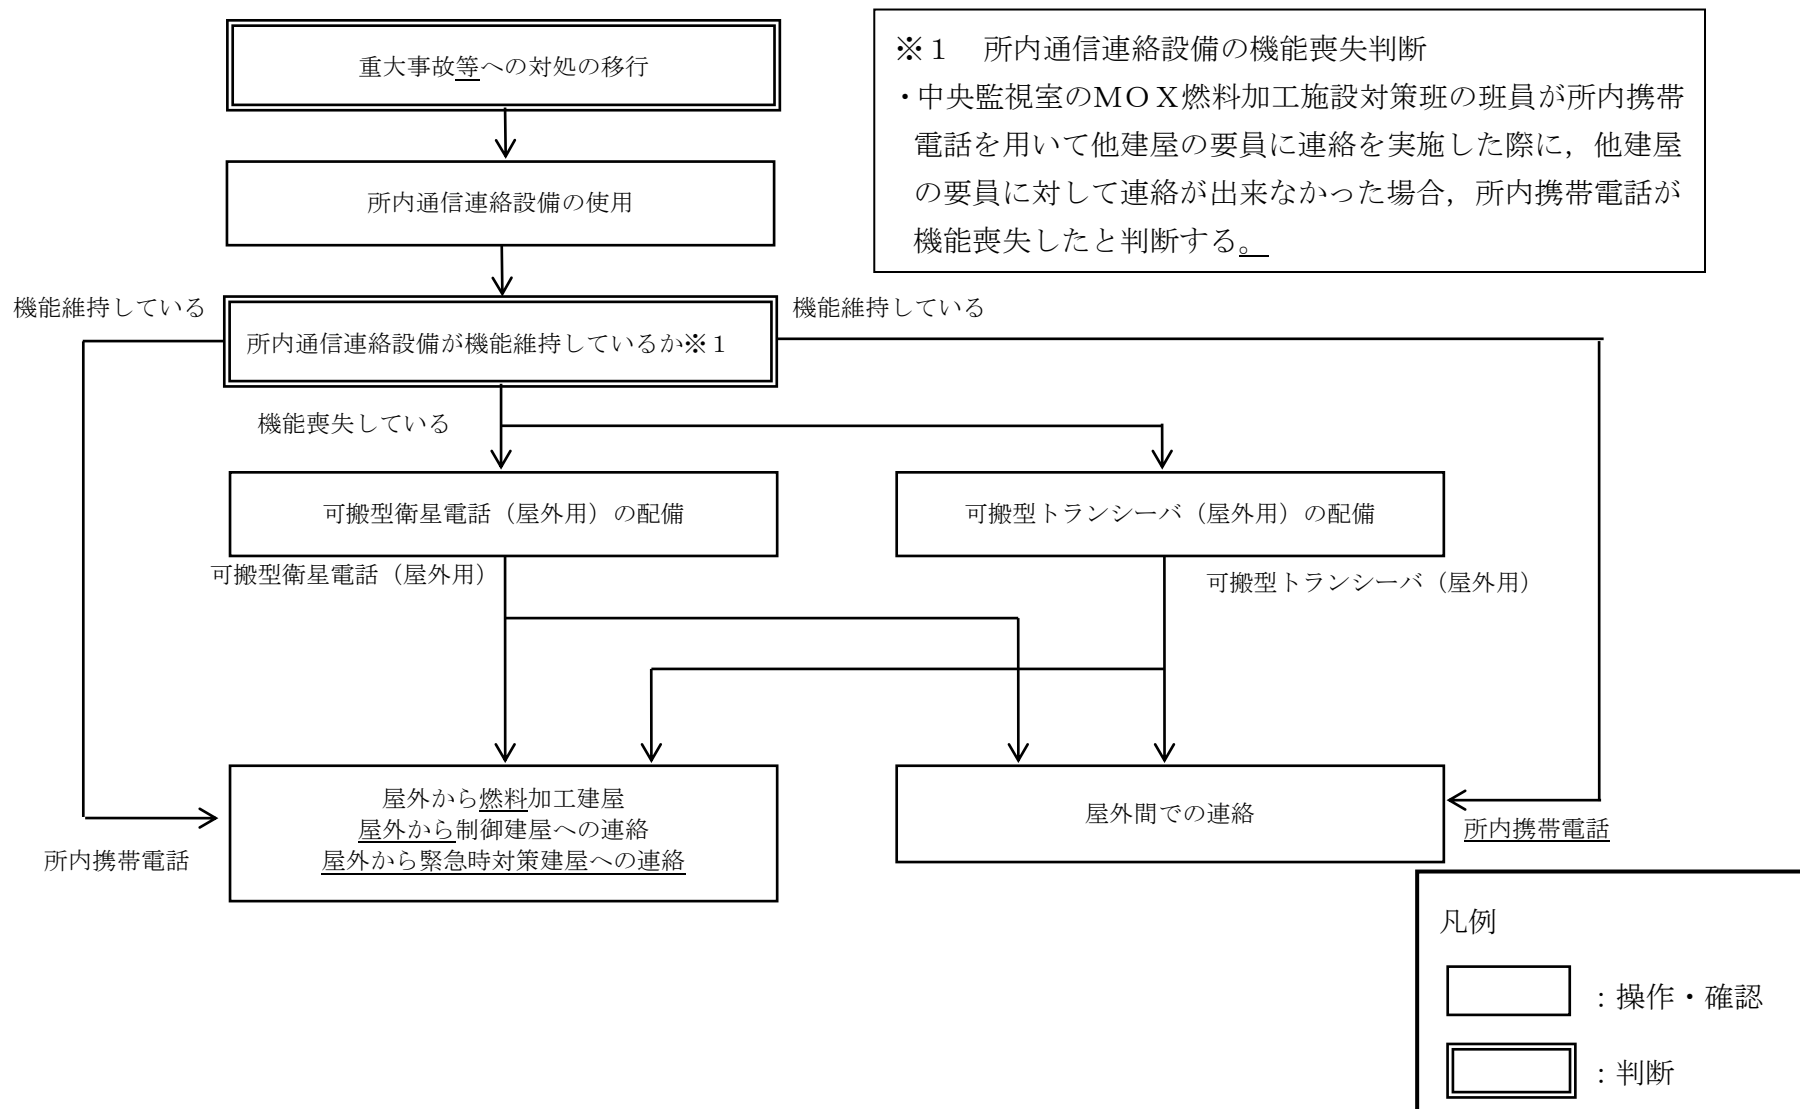 重大事故等への対処の移行
※１　所内通信連絡設備の機能喪失判断
・中央監視室のＭＯＸ燃料加工施設対策班の班員が所内携帯
電話を用いて他建屋の要員に連絡を実施した際に，他建屋
の要員に対して連絡が出来なかった場合，所内携帯電話が
機能喪失したと判断する。
所内通信連絡設備の使用
機能維持している
機能維持している
所内通信連絡設備が機能維持しているか※１
機能喪失している
可搬型衛星電話（屋外用）の配備
可搬型トランシーバ（屋外用）の配備
可搬型衛星電話（屋外用）
可搬型トランシーバ（屋外用）
屋外から燃料加工建屋
屋外から制御建屋への連絡
屋外から緊急時対策建屋への連絡
屋外間での連絡
所内携帯電話
所内携帯電話
凡例
：操作・確認
：判断